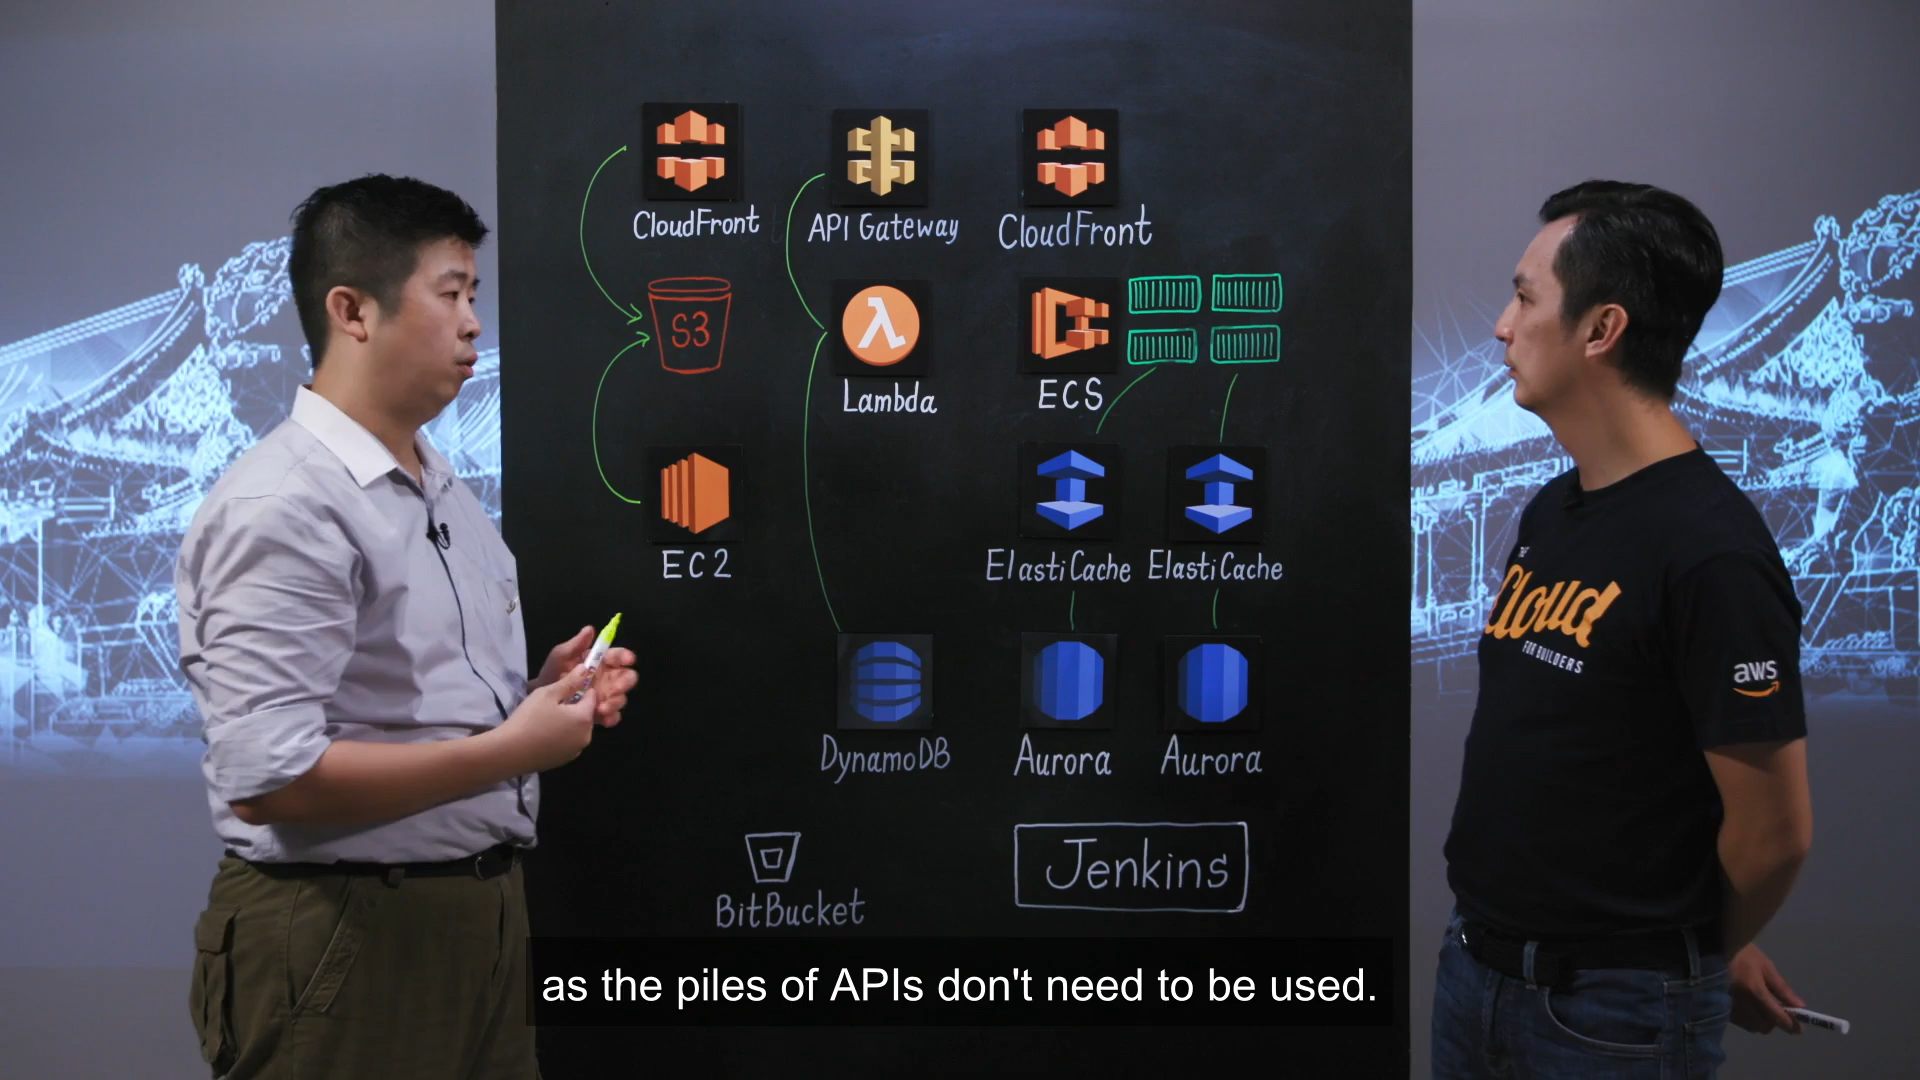 CloudFront
API Gateway
CloudFront
S3
Lambda
ECS
EC2
ElastiCache
ElastiCache
DynamoDB
Aurora
Aurora
BitBucket
Jenkins
THE
Cloud
FOR BUILDERS
aws
as the piles of APIs don't need to be used.